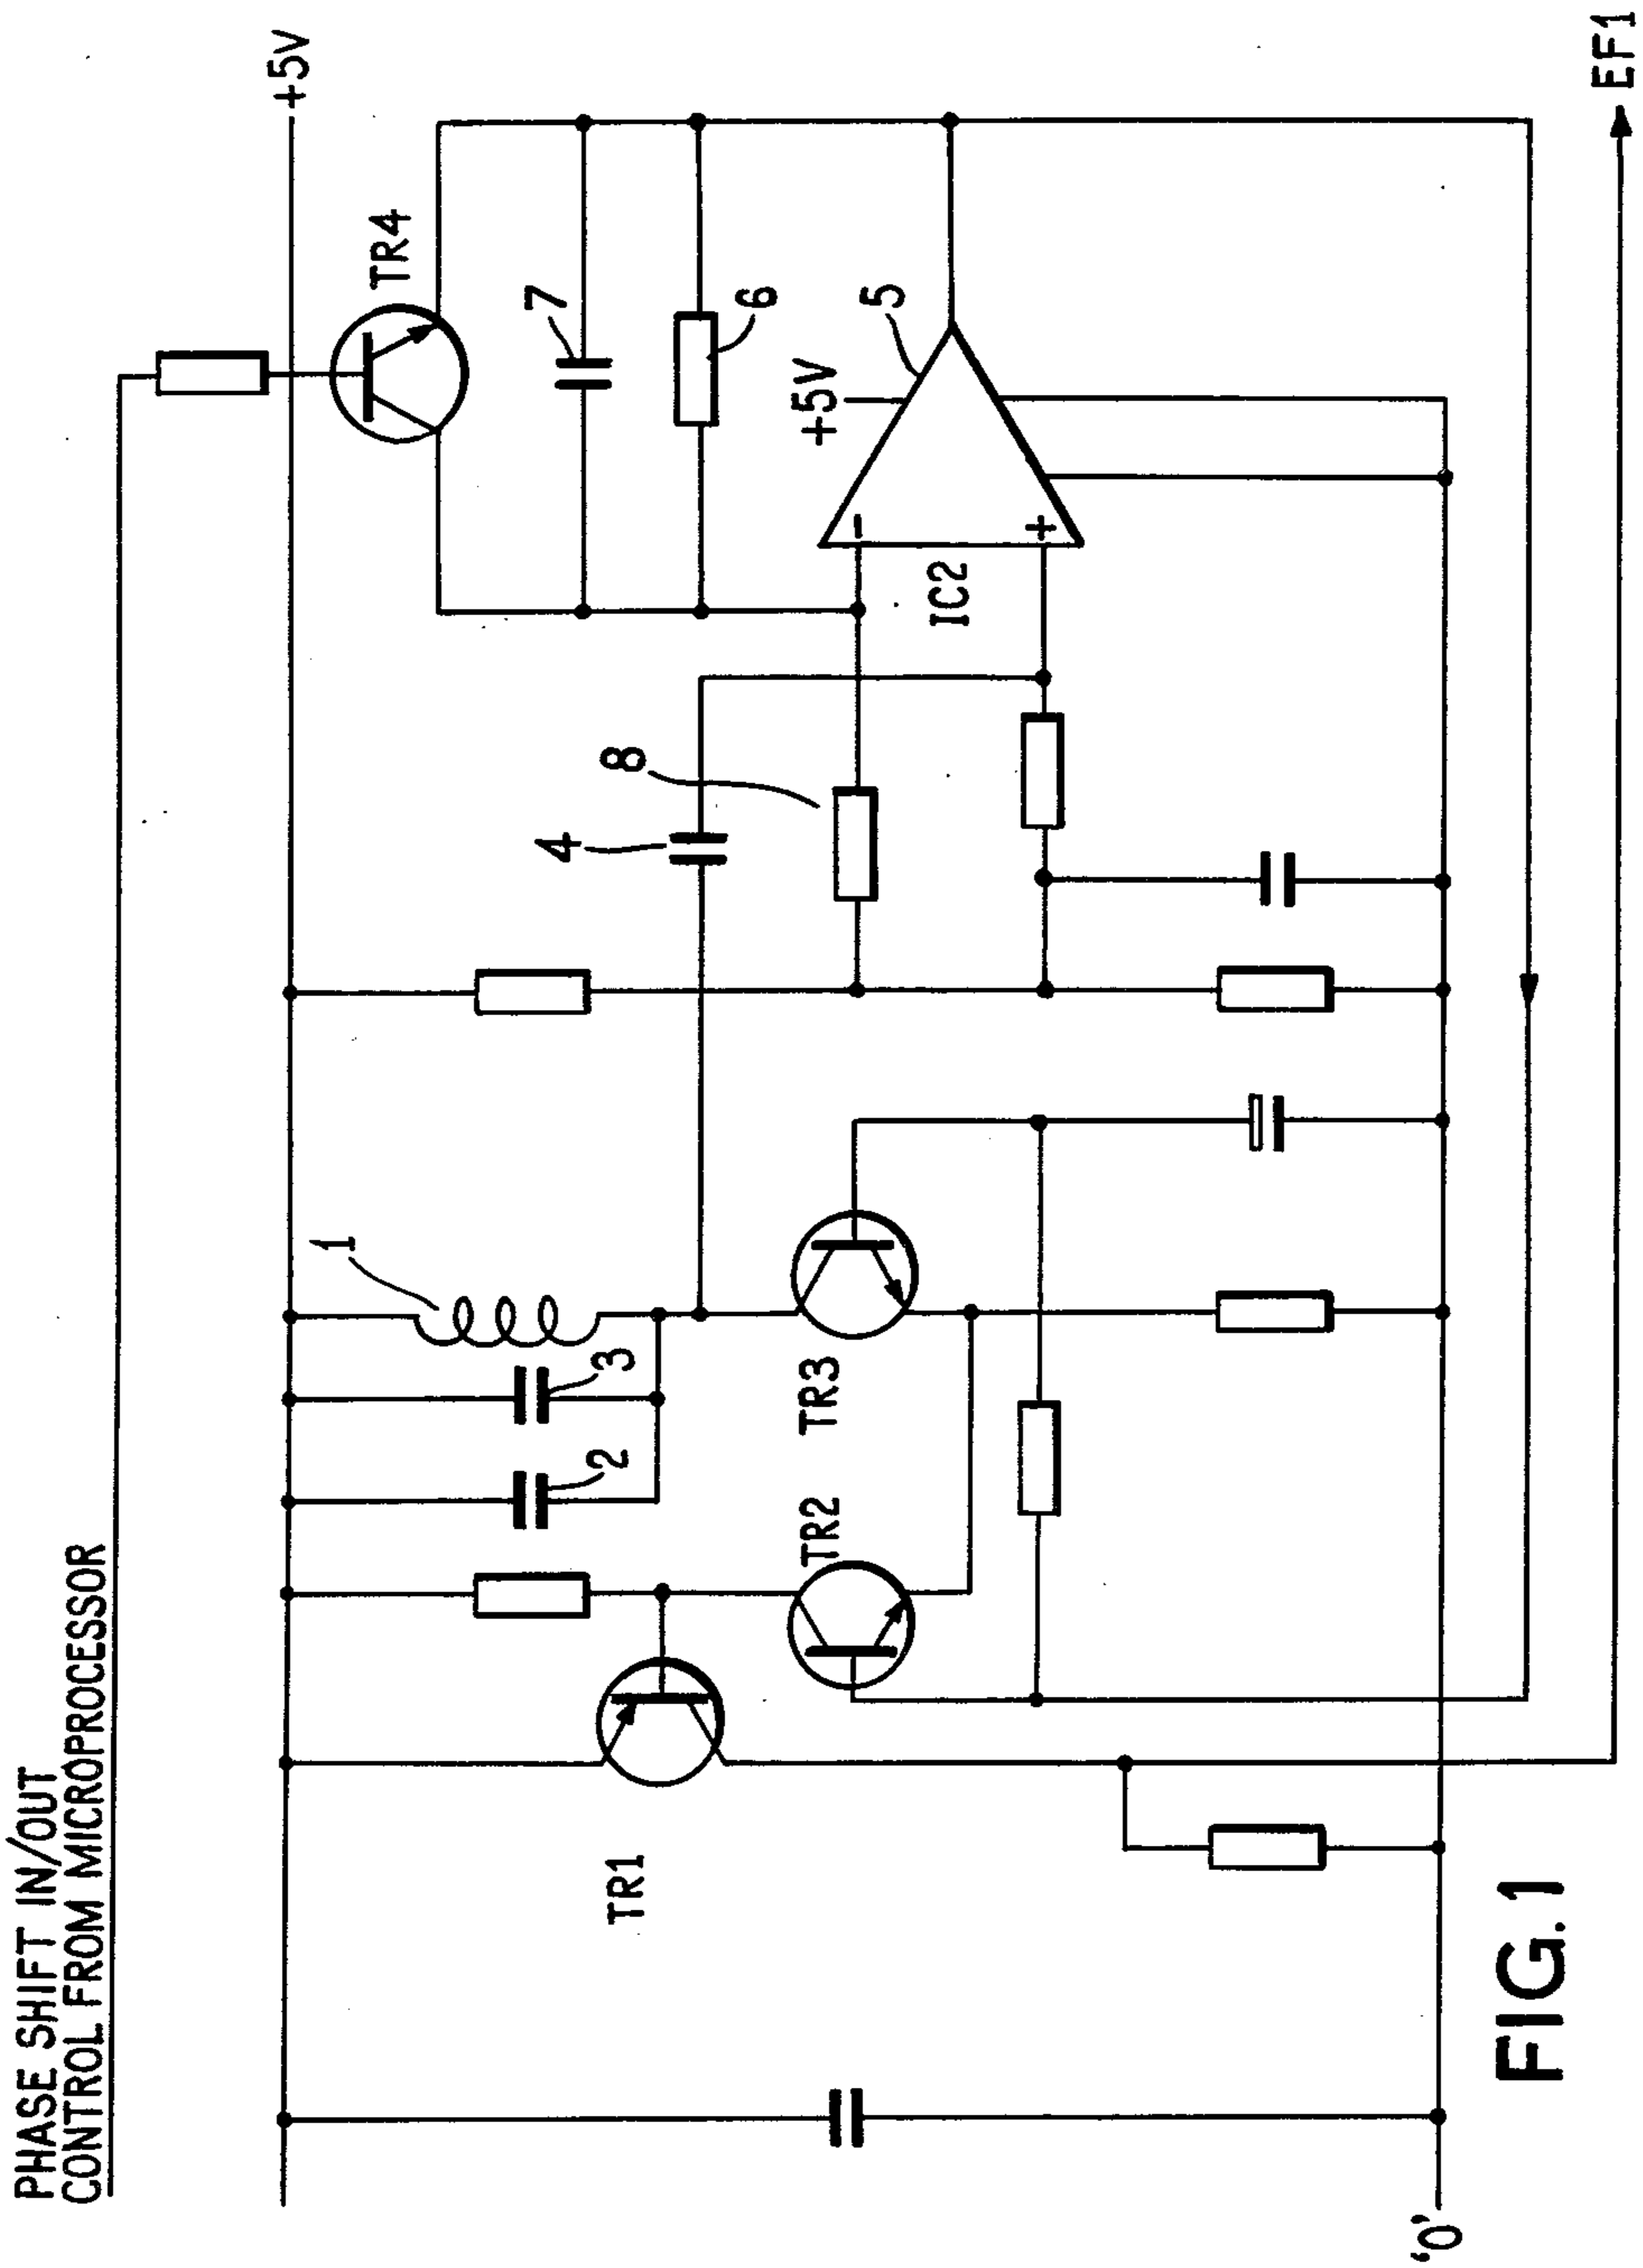 PHASE SHIFT IN/OUT
CONTROL FROM MICROPROCESSOR
+5V
TR4
7
6
+5V
5
-
+
IC2
8
4
1
3
2
TR3
TR2
TR1
'0'
EF1
FIG.1